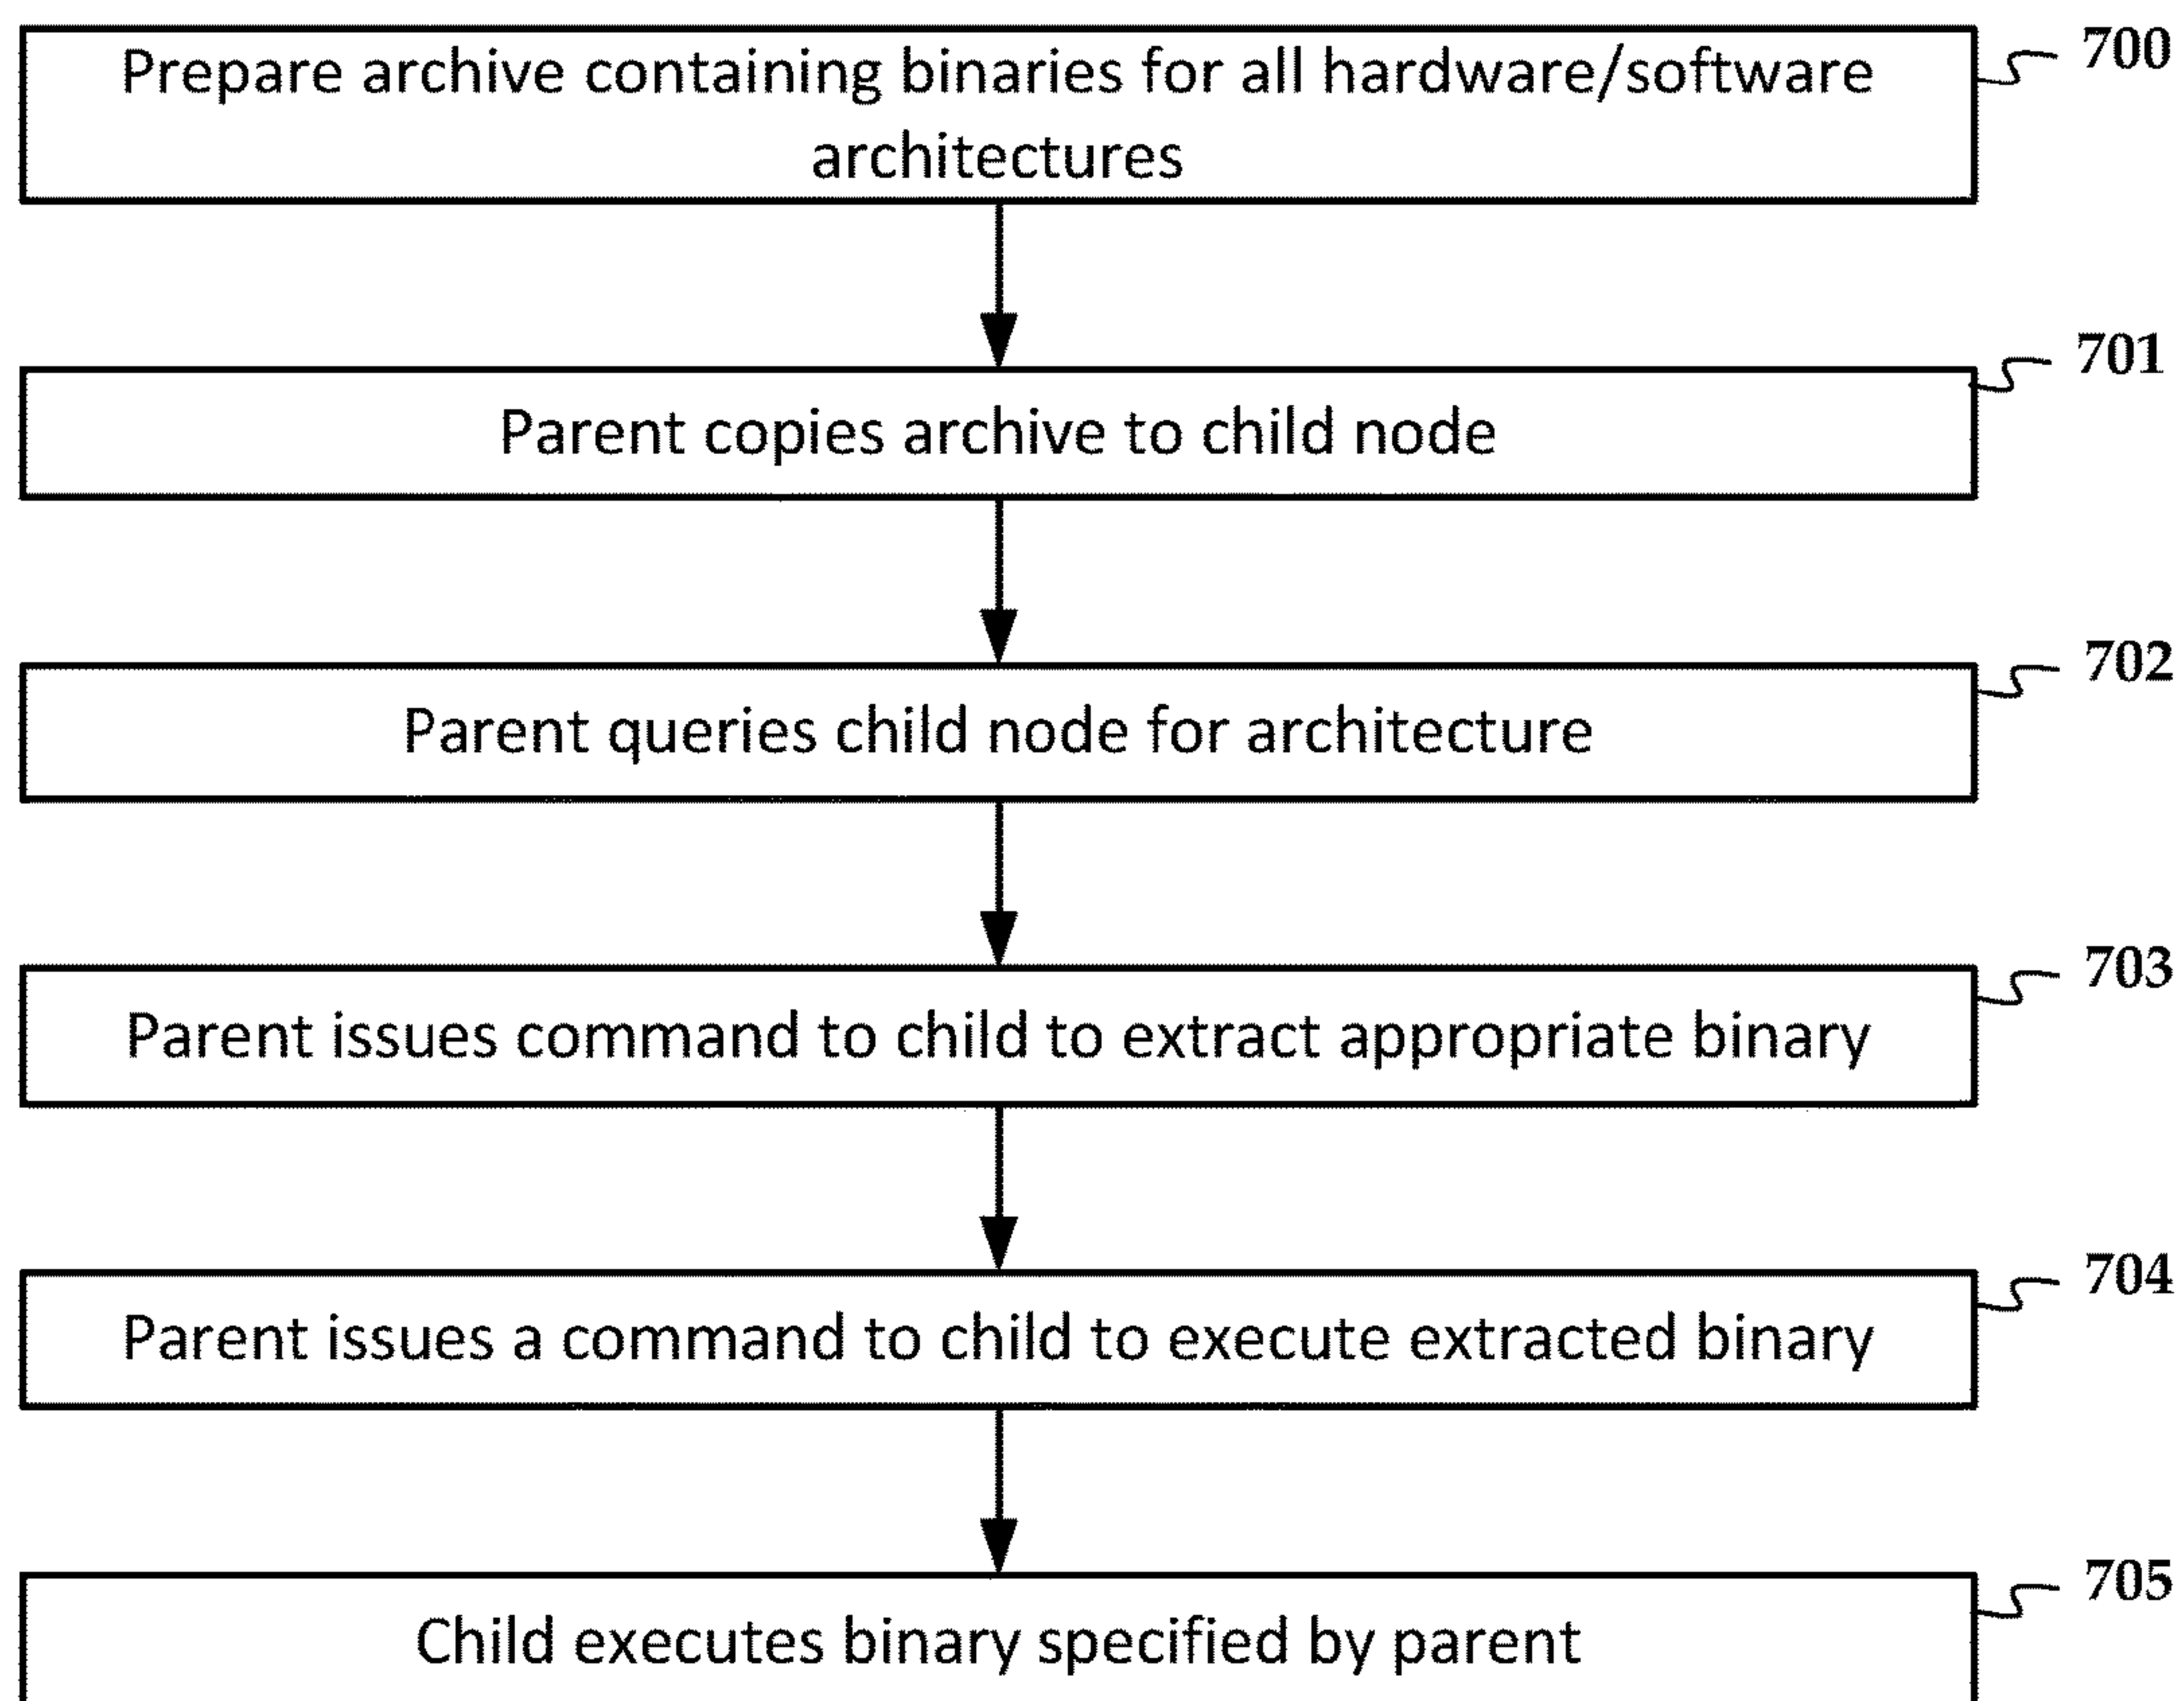 Prepare archive containing binaries for all hardware/software
architectures
700
Parent copies archive to child node
701
Parent queries child node for architecture
702
Parent issues command to child to extract appropriate binary
703
Parent issues a command to child to execute extracted binary
704
Child executes binary specified by parent
705